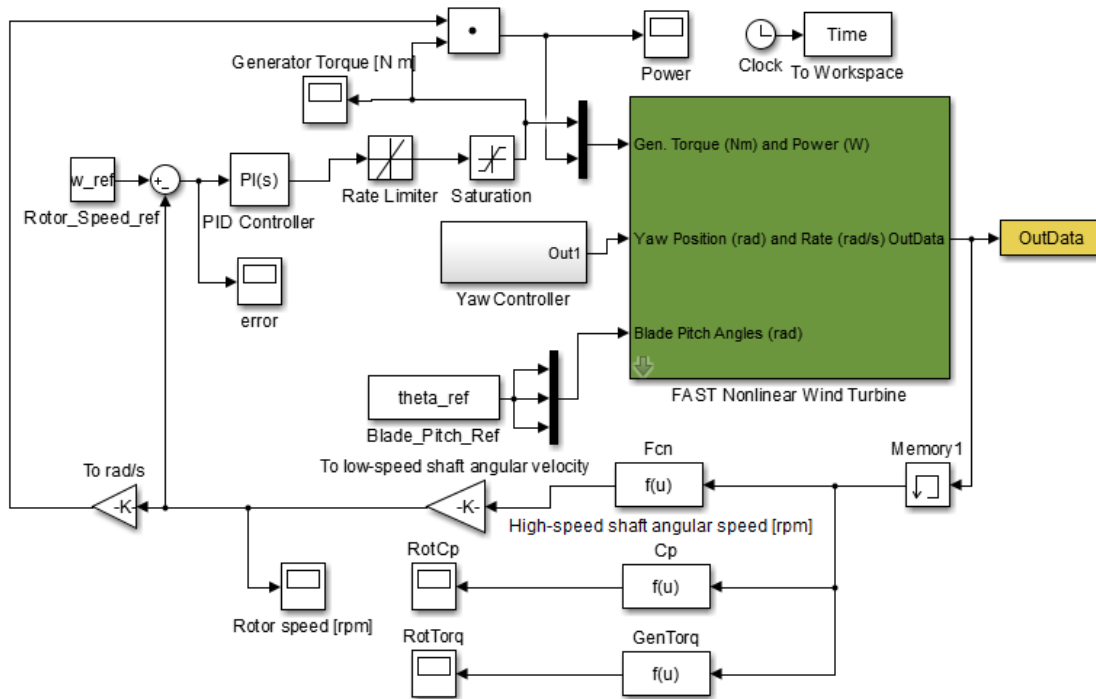 Generator Torque [N m]
Power
Clock
Time
To Workspace
Gen. Torque (Nm) and Power (W)
w_ref
Rotor_Speed_ref
+
_
PI(s)
PID Controller
Rate Limiter
Saturation
error
Out1
Yaw Controller
Yaw Position (rad) and Rate (rad/s) OutData
OutData
Blade Pitch Angles (rad)
FAST Nonlinear Wind Turbine
theta_ref
Blade_Pitch_Ref
To rad/s
-K-
To low-speed shaft angular velocity
-K-
Fcn
f(u)
Memory1
High-speed shaft angular speed [rpm]
Rotor speed [rpm]
RotCp
Cp
f(u)
RotTorq
GenTorq
f(u)